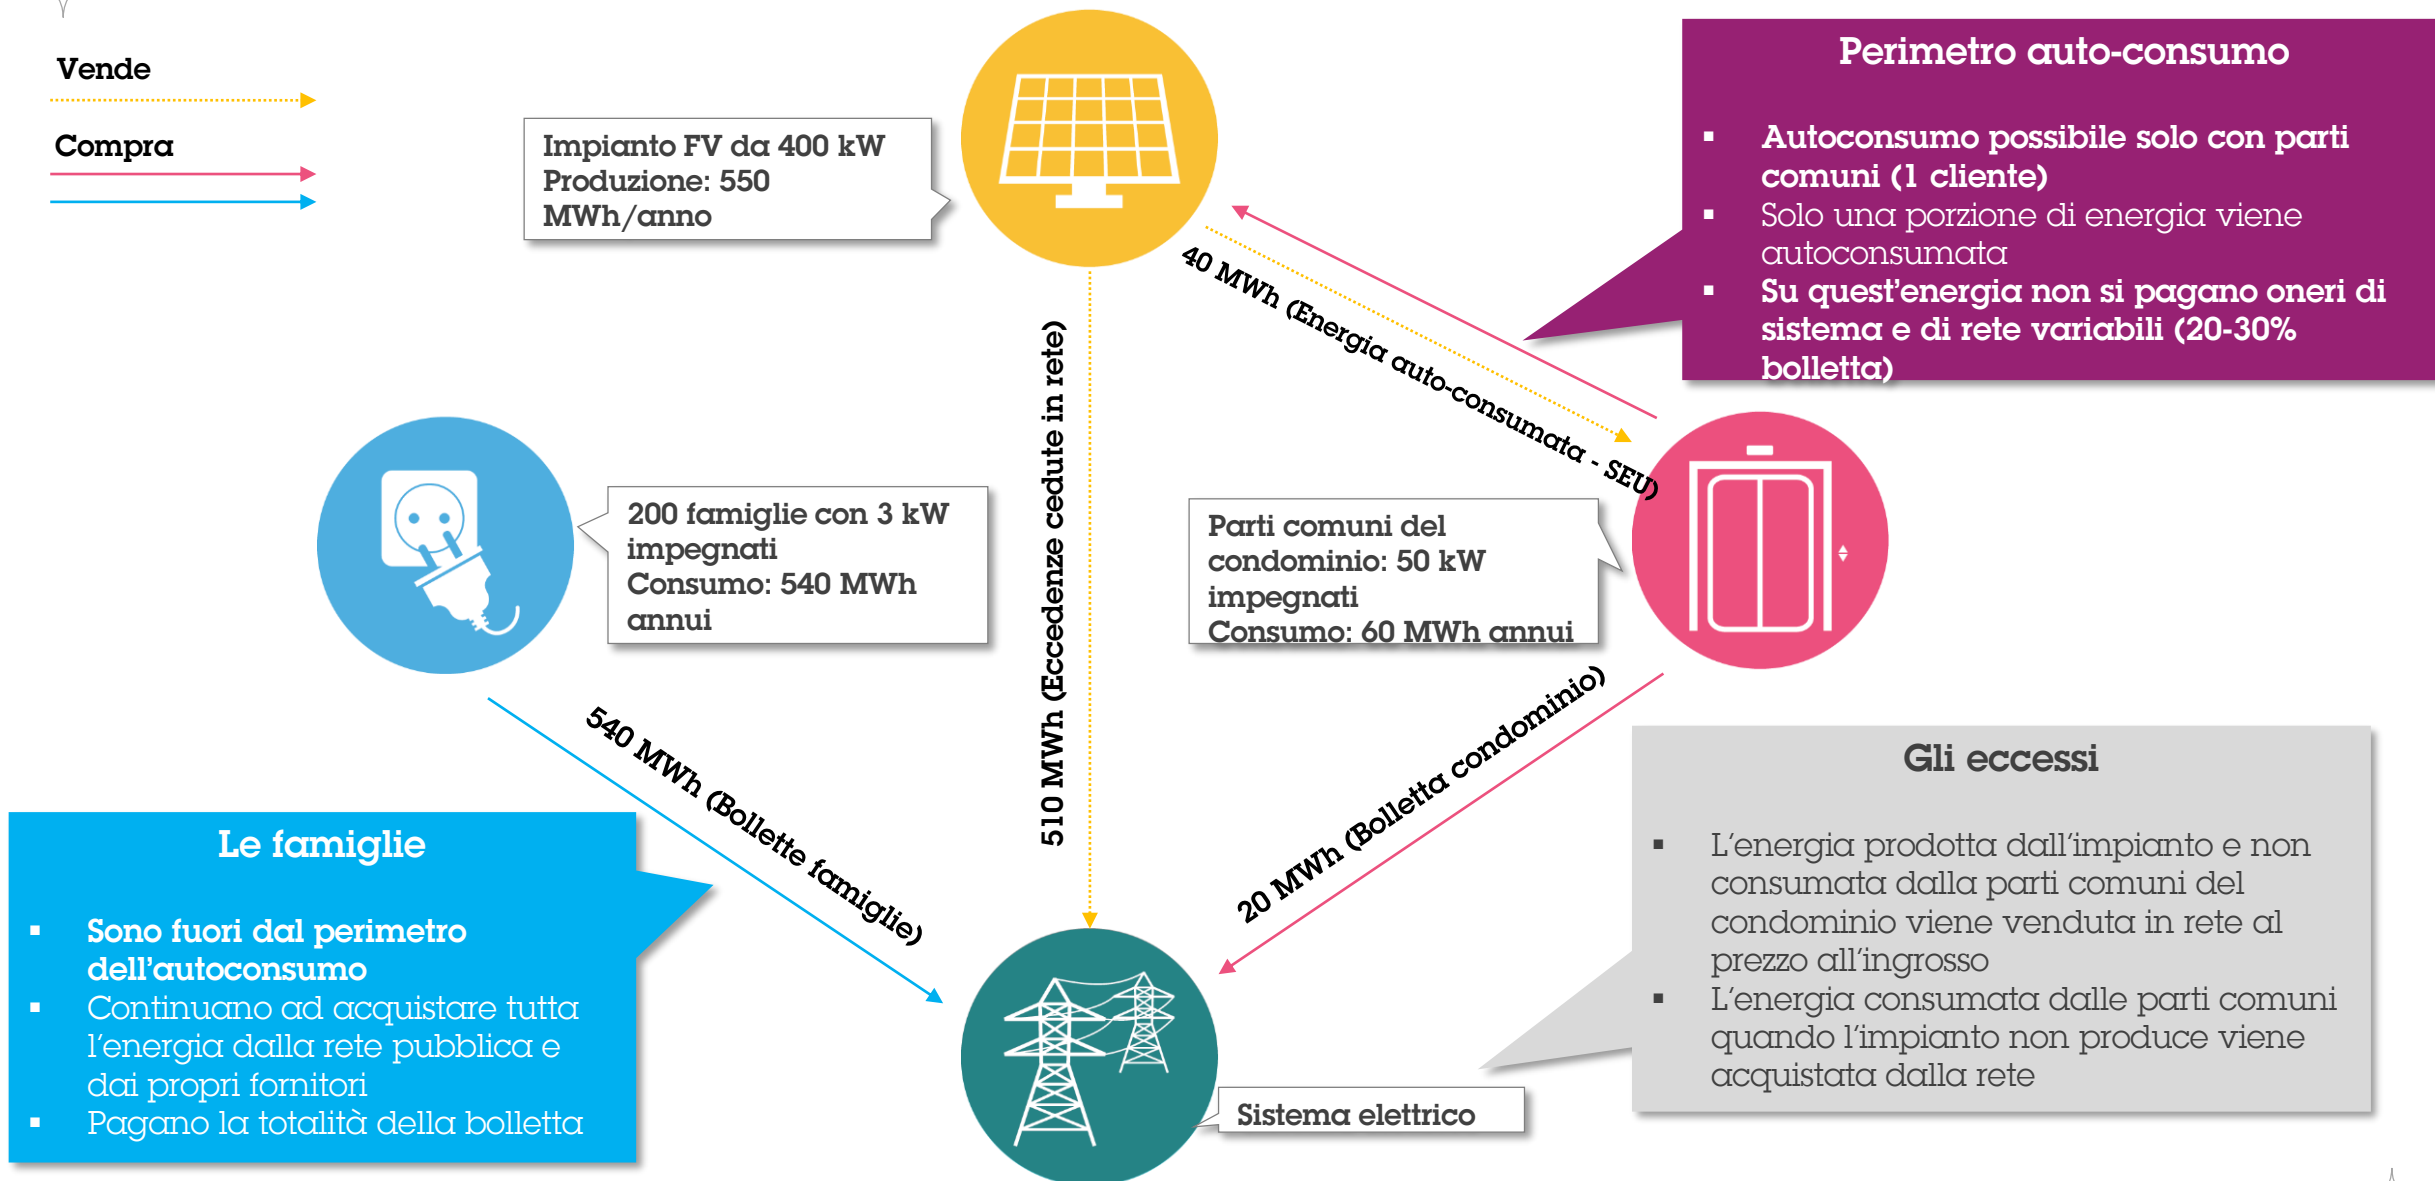 Vende
Compra
Impianto FV da 400 kW
Produzione: 550
MWh/anno
Perimetro auto-consumo
▪ Autoconsumo possibile solo con parti
comuni (1 cliente)
▪ Solo una porzione di energia viene
autoconsumata
▪ Su quest'energia non si pagano oneri di
sistema e di rete variabili (20-30%
bolletta)
40 MWh (Energia auto-consumata - SEU)
510 MWh (Eccedenze cedute in rete)
200 famiglie con 3 kW
impegnati
Consumo: 540 MWh
annui
Parti comuni del
condominio: 50 kW
impegnati
Consumo: 60 MWh annui
540 MWh (Bollette famiglie)
20 MWh (Bolletta condominio)
Le famiglie
▪ Sono fuori dal perimetro
dell'autoconsumo
▪ Continuano ad acquistare tutta
l'energia dalla rete pubblica e
dai propri fornitori
▪ Pagano la totalità della bolletta
Gli eccessi
▪ L'energia prodotta dall'impianto e non
consumata dalla parti comuni del
condominio viene venduta in rete al
prezzo all'ingrosso
▪ L'energia consumata dalle parti comuni
quando l'impianto non produce viene
acquistata dalla rete
Sistema elettrico